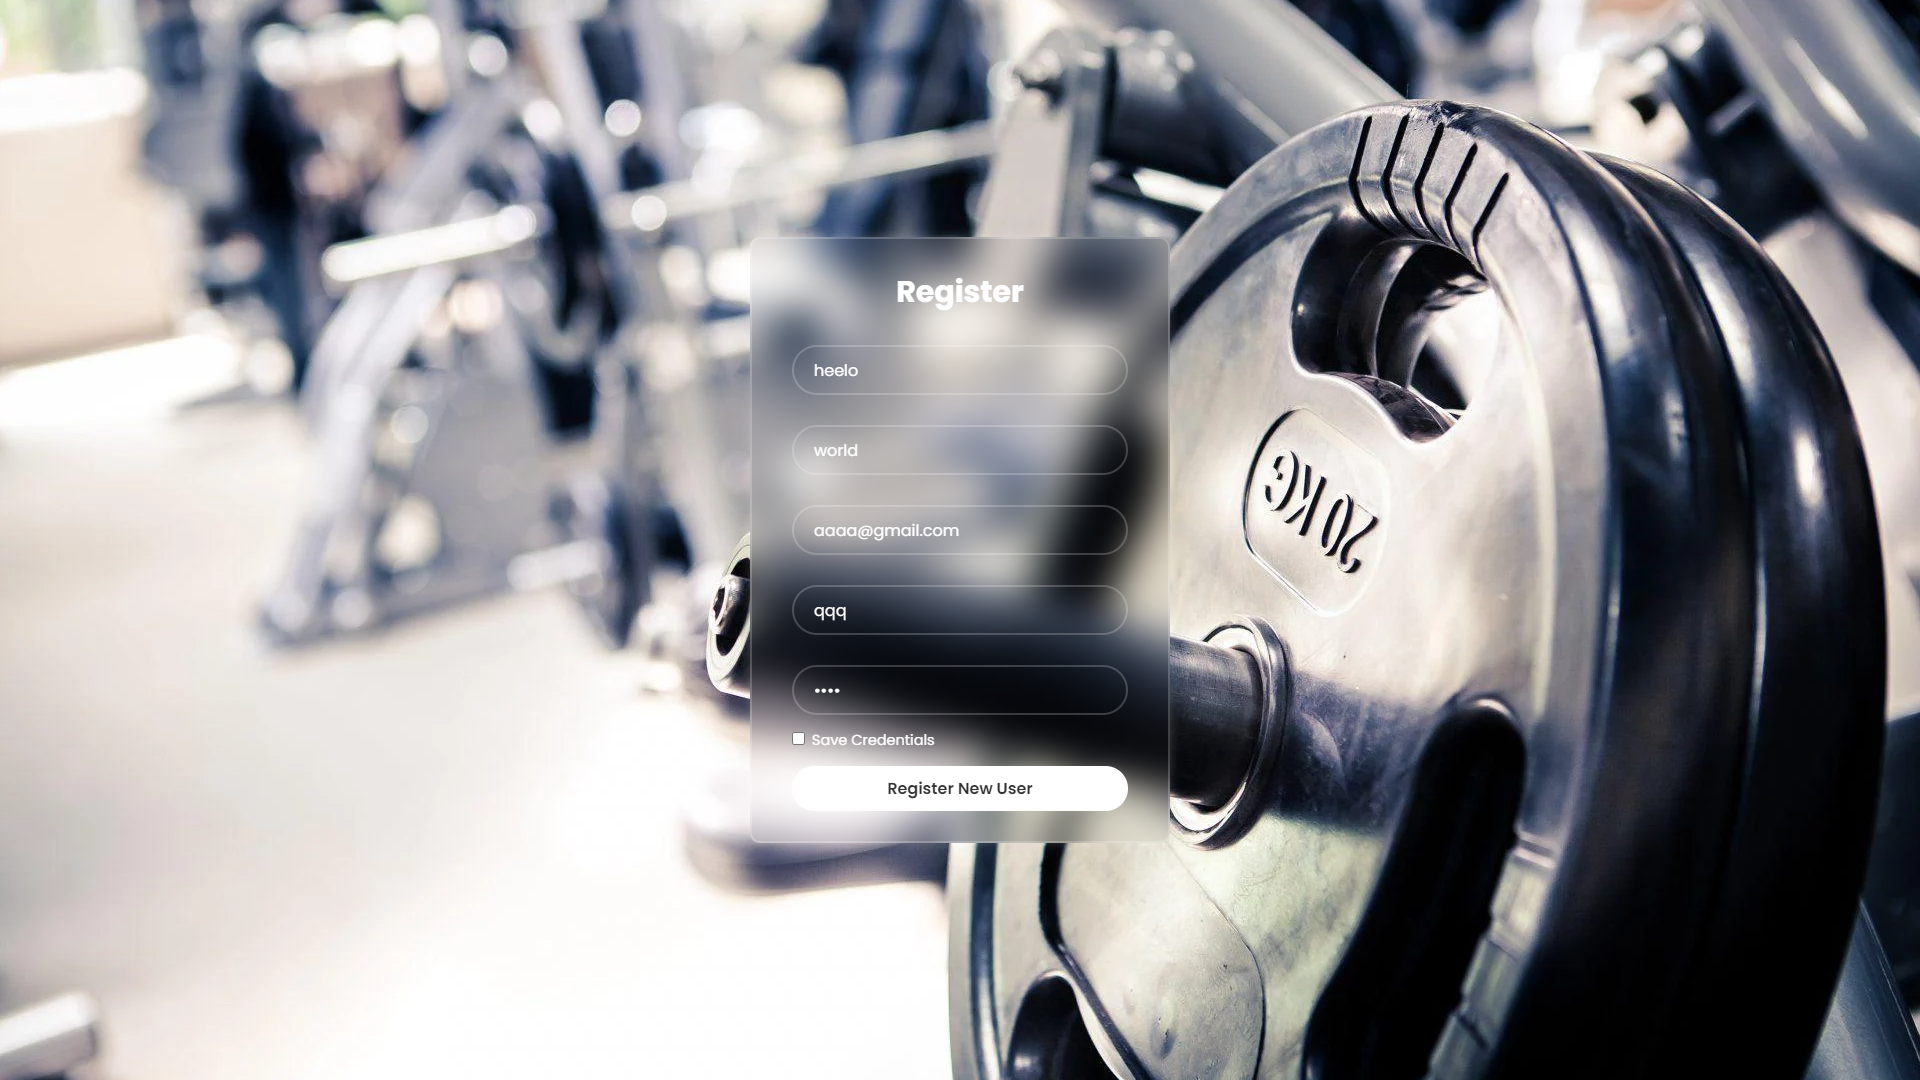 Register
heelo
world
20 KG
aaaa@gmail.com
qqq
••••
Save Credentials
Register New User